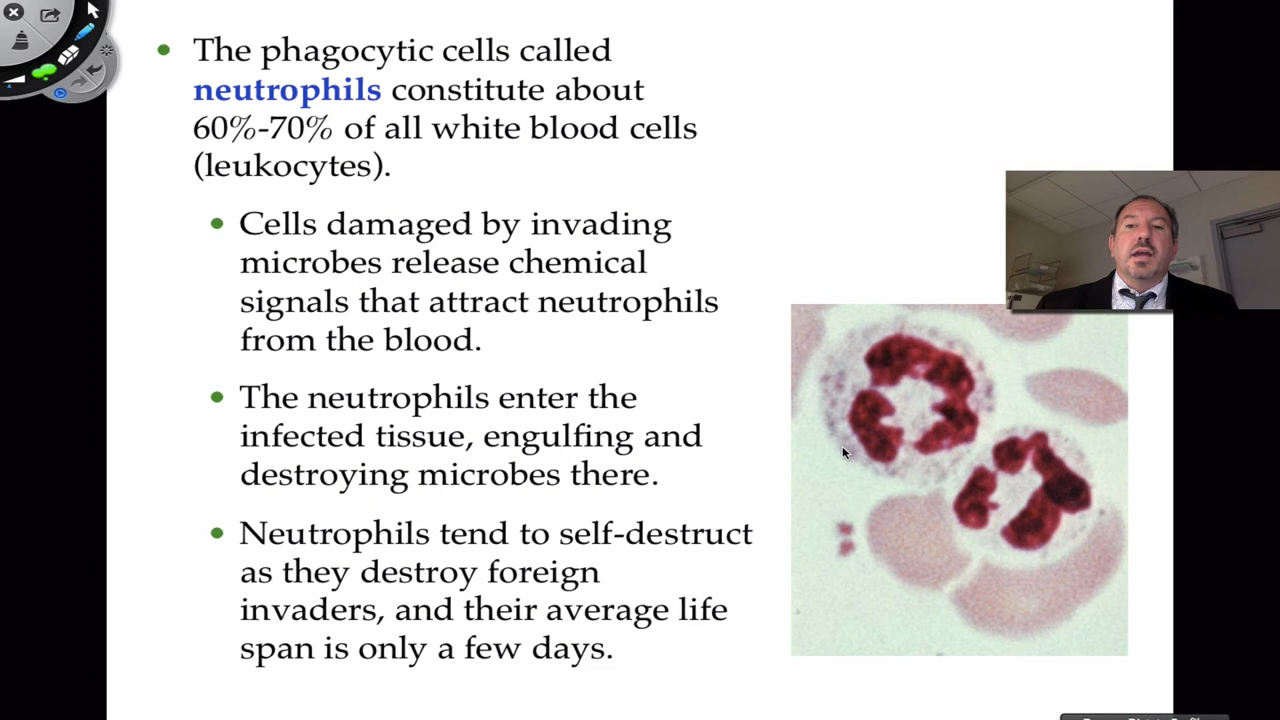 The phagocytic cells called
neutrophils constitute about
60%-70% of all white blood cells
(leukocytes).
Cells damaged by invading
microbes release chemical
signals that attract neutrophils
from the blood.
The neutrophils enter the
infected tissue, engulfing and
destroying microbes there.
Neutrophils tend to self-destruct
as they destroy foreign
invaders, and their average life
span is only a few days.